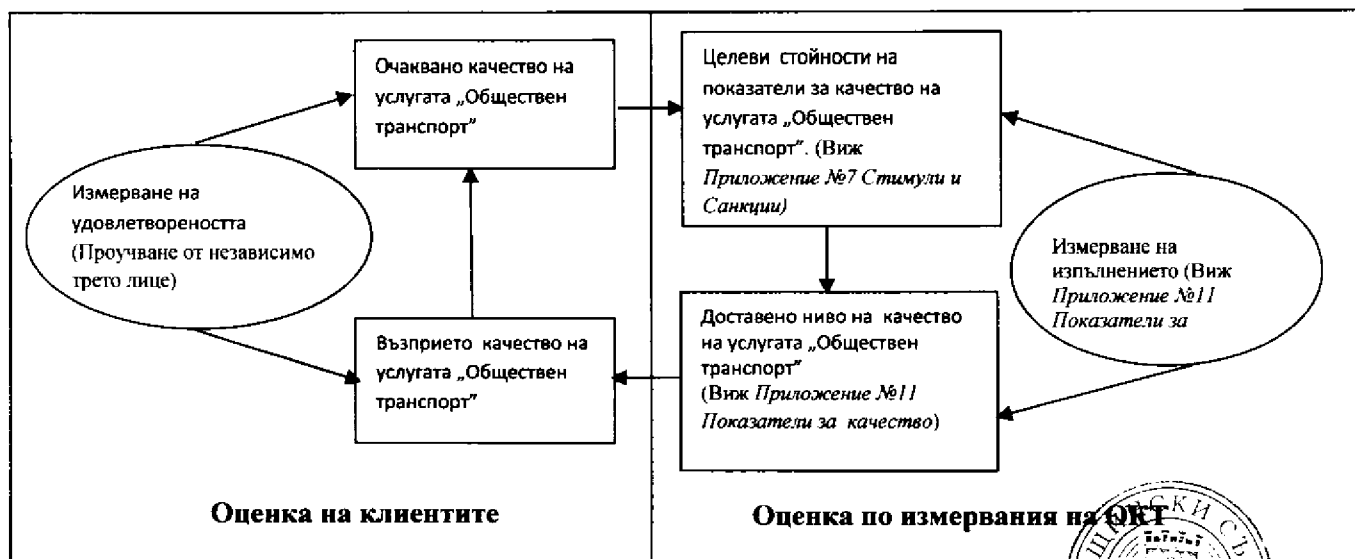 Очаквано качество на
услугата „Обществен
транспорт"
Целеви стойности на
показатели за качество на
услугата „Обществен
транспорт". (Виж
Приложение №7 Стимули и
Санкции)
Измерване на
удовлетвореността
(Проучване от независимо
трето лице)
Измерване на
изпълнението (Виж
Приложение №11
Показатели за
Възприето качество на
услугата „Обществен
транспорт"
Доставено ниво на качество
на услугата „Обществен
транспорт"
(Виж Приложение №11
Показатели за качество)
Оценка на клиентите
Оценка по измервания на ОКТ